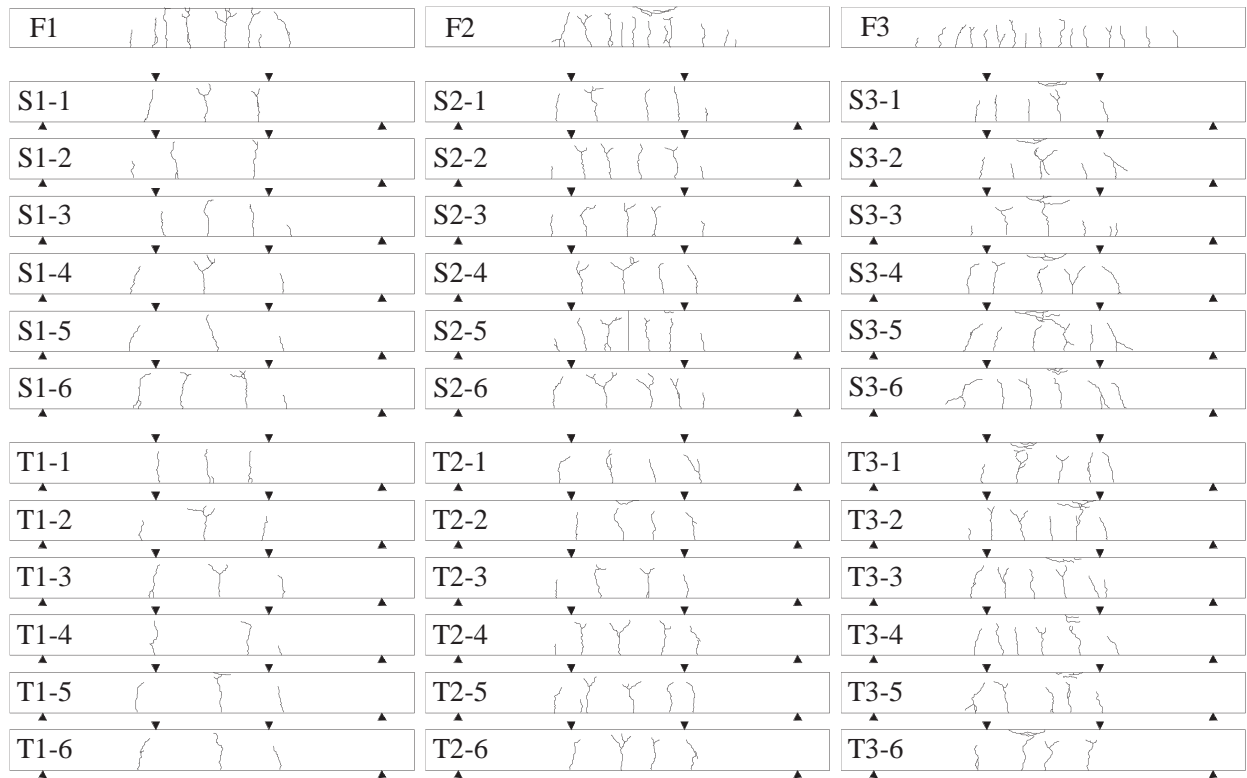 F1 F2 F3
S1-1 S2-1 S3-1
S1-2 S2-2 S3-2
S1-3 S2-3 S3-3
S1-4 S2-4 S3-4
S1-5 S2-5 S3-5
S1-6 S2-6 S3-6
T1-1 T2-1 T3-1
T1-2 T2-2 T3-2
T1-3 T2-3 T3-3
T1-4 T2-4 T3-4
T1-5 T2-5 T3-5
T1-6 T2-6 T3-6